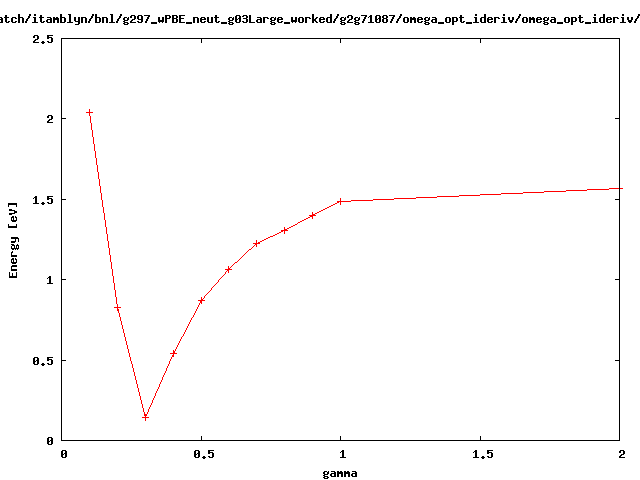 atch/itamblyn/bnl/g297_wPBE_neut_g03Large_worked/g2g71087/omega_opt_ideriv/omega_opt_ideriv/
2.5
2
1.5
1
0.5
0
Energy [eV]
0 0.5 1 1.5 2
gamma